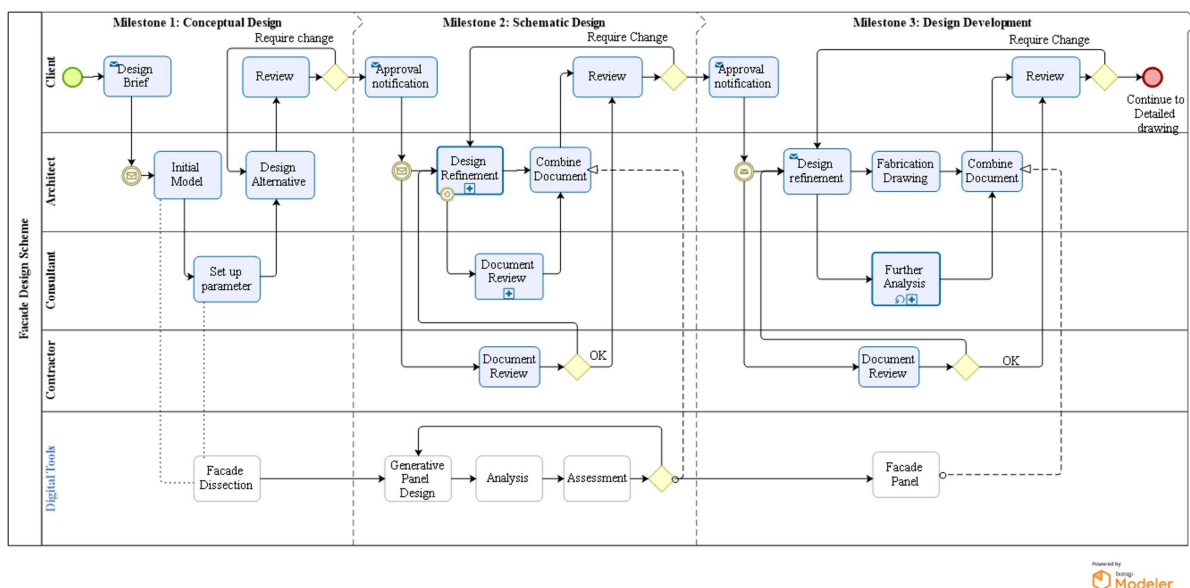 Milestone 1: Conceptual Design
Milestone 2: Schematic Design
Milestone 3: Design Development
Facade Design Scheme
Client
Design
Brief
Require change
Review
Approval
notification
Require Change
Review
Approval
notification
Require Change
Review
Continue to
Detailed
drawing
Architect
Initial
Model
Design
Alternative
Design
Refinement
Combine
Document
Design
refinement
Fabrication
Drawing
Combine
Document
Consultant
Set up
parameter
Document
Review
Further
Analysis
Contractor
Document
Review
OK
Document
Review
OK
Digital Tools
Facade
Dissection
Generative
Panel
Design
Analysis
Assessment
Facade
Panel
Powered by
bizagi
Modeler